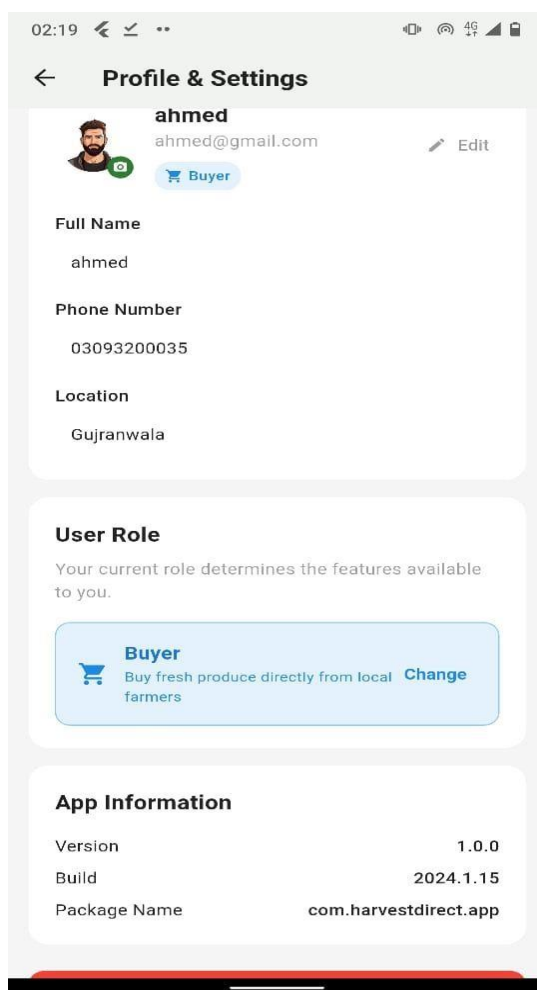 02:19
4G
Profile & Settings
ahmed
ahmed@gmail.com
Edit
Buyer
Full Name
ahmed
Phone Number
03093200035
Location
Gujranwala
User Role
Your current role determines the features available
to you.
Buyer
Buy fresh produce directly from local
farmers
Change
App Information
Version 1.0.0
Build 2024.1.15
Package Name com.harvestdirect.app